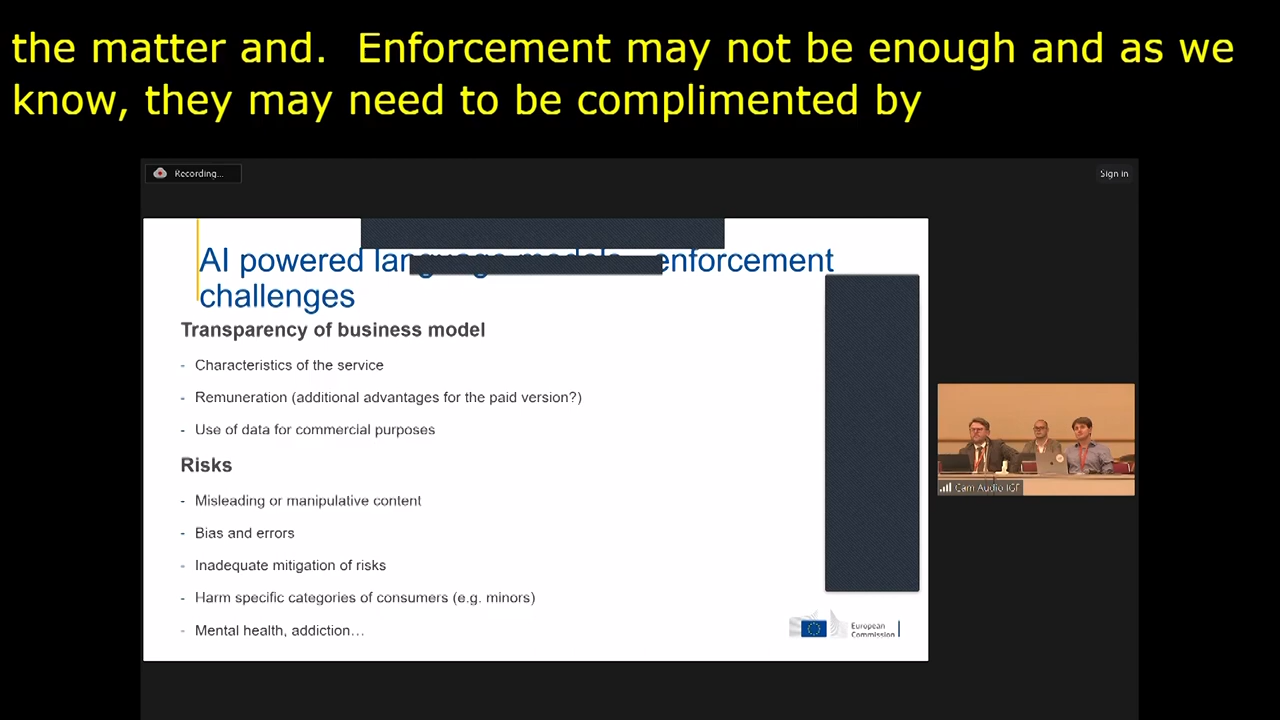 the matter and.  Enforcement may not be enough and as we
know, they may need to be complimented by
Recording...
Sign in
AI powered language models enforcement
challenges
Transparency of business model
- Characteristics of the service
- Remuneration (additional advantages for the paid version?)
- Use of data for commercial purposes
Risks
- Misleading or manipulative content
- Bias and errors
- Inadequate mitigation of risks
- Harm specific categories of consumers (e.g. minors)
- Mental health, addiction…
Cam Audio IGF
European
Commission